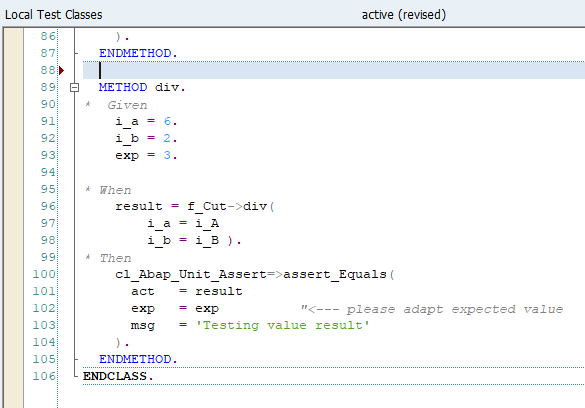 Local Test Classes active (revised)
86 ).
87 ENDMETHOD.
88
89 METHOD div.
90 * Given
91 i_a = 6.
92 i_b = 2.
93 exp = 3.
94
95 * When
96 result = f_Cut->div(
97 i_a = i_A
98 i_b = i_B ).
99 * Then
100 cl_Abap_Unit_Assert=>assert_Equals(
101 act = result
102 exp = exp "<--- please adapt expected value
103 msg = 'Testing value result'
104 ).
105 ENDMETHOD.
106 ENDCLASS.